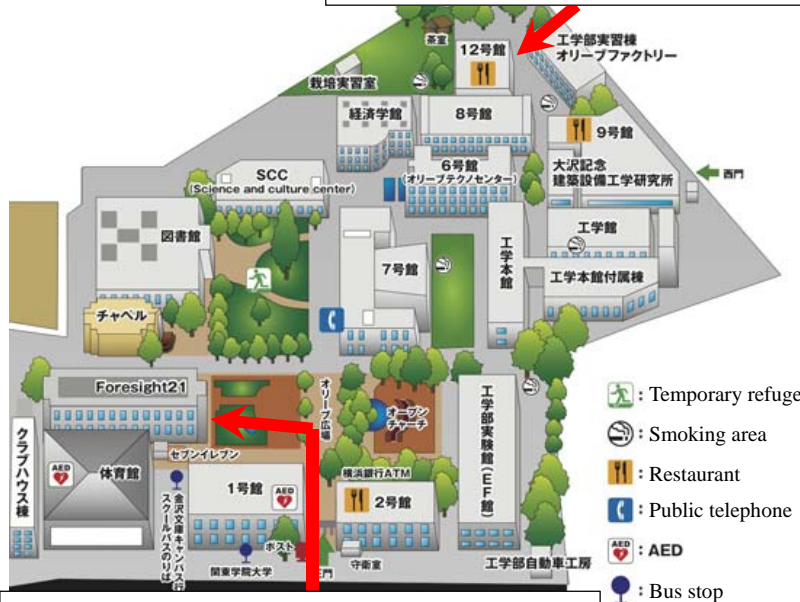 茶室
12号館
工学部実習棟
オリーブファクトリー
栽培実習室
経済学館
8号館
9号館
SCC
(Science and culture center)
6号館
(オリーブテクノセンター)
大沢記念
建築設備工学研究所
西門
図書館
工学館
7号館
工学本館
工学本館付属棟
チャペル
Foresight21
オリーブ広場
オープン
チャーチ
工学部実験館(EF館)
クラブハウス棟
セブンイレブン
AED
体育館
横浜銀行ATM
1号館
AED
2号館
金沢文庫キャンパス行
スクールバスのりば
ポスト
関東学院大学
正門
守衛室
工学部自動車工房
: Temporary refuge
: Smoking area
: Restaurant
: Public telephone
AED : AED
: Bus stop